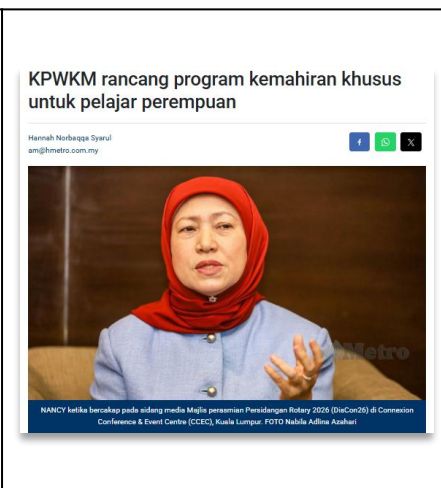 KPWKM rancang program kemahiran khusus
untuk pelajar perempuan
Hannah Norbaqqa Syarul
am@hmetro.com.my
Metro
NANCY ketika bercakap pada sidang media Majlis perasmian Persidangan Rotary 2026 (DisCon26) di Connexion
Conference & Event Centre (CCEC), Kuala Lumpur. FOTO Nabila Adlina Azahari